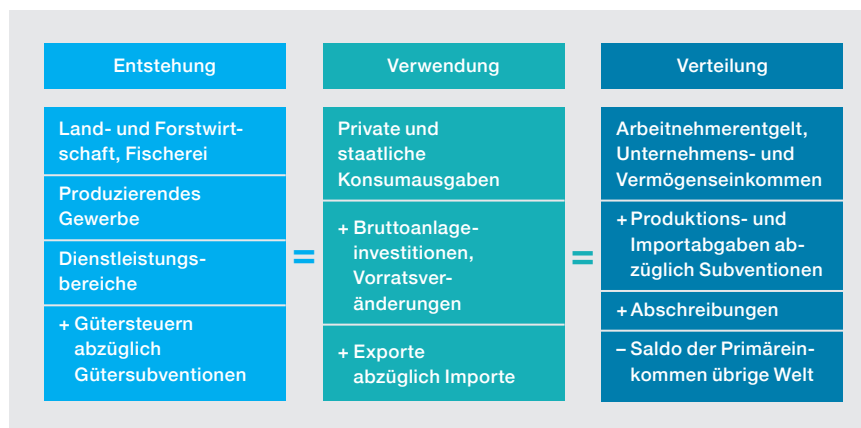 Entstehung
Land- und Forstwirt-
schaft, Fischerei
Produzierendes
Gewerbe
Dienstleistungs-
bereiche
+ Gütersteuern
abzüglich
Gütersubventionen
=
Verwendung
Private und
staatliche
Konsumausgaben
+ Bruttoanlage-
investitionen,
Vorratsver-
änderungen
+ Exporte
abzüglich Importe
=
Verteilung
Arbeitnehmerentgelt,
Unternehmens- und
Vermögenseinkommen
+ Produktions- und
Importabgaben ab-
züglich Subventionen
+ Abschreibungen
– Saldo der Primärein-
kommen übrige Welt